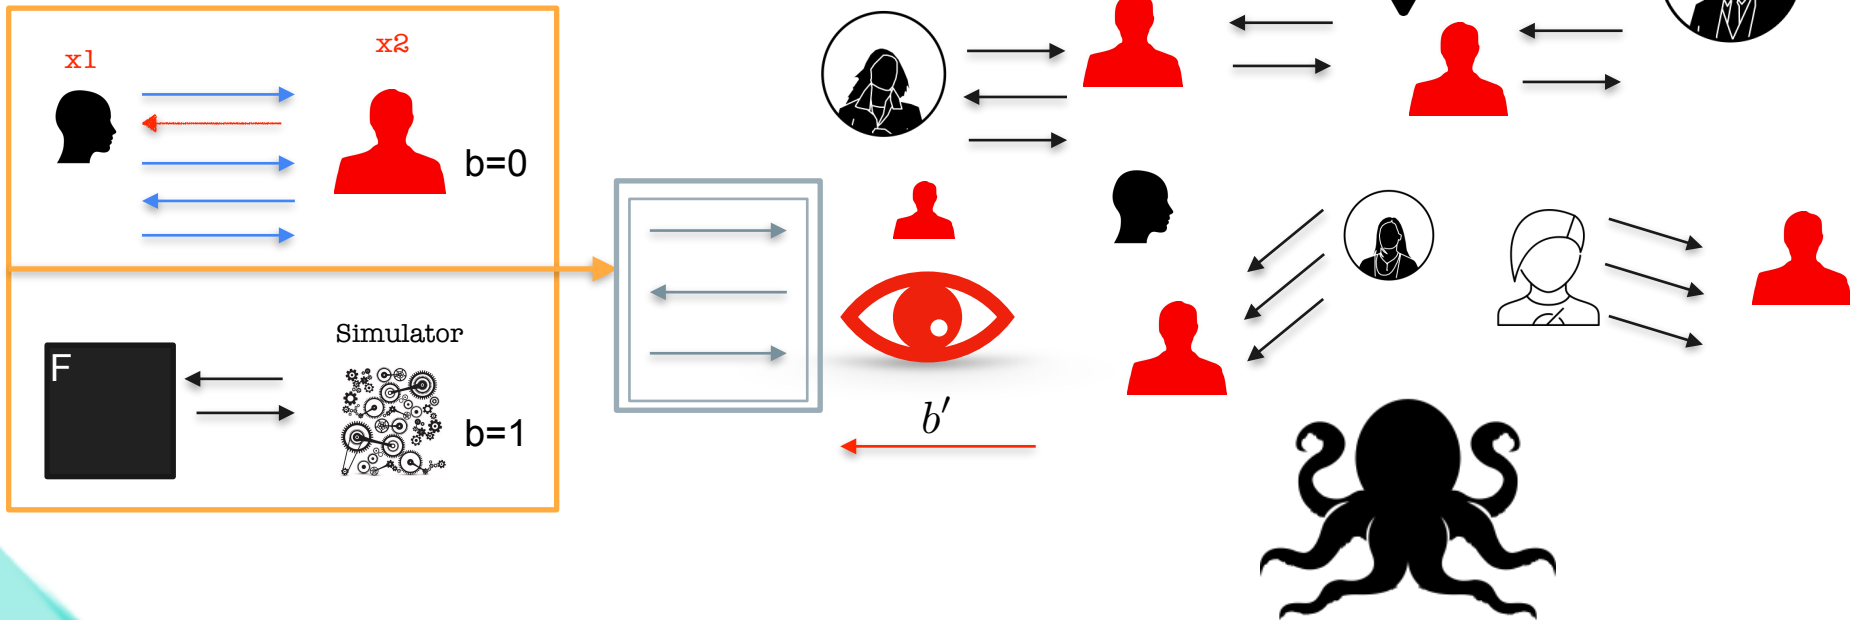 x1
x2
b=0
Simulator
F
b=1
b′